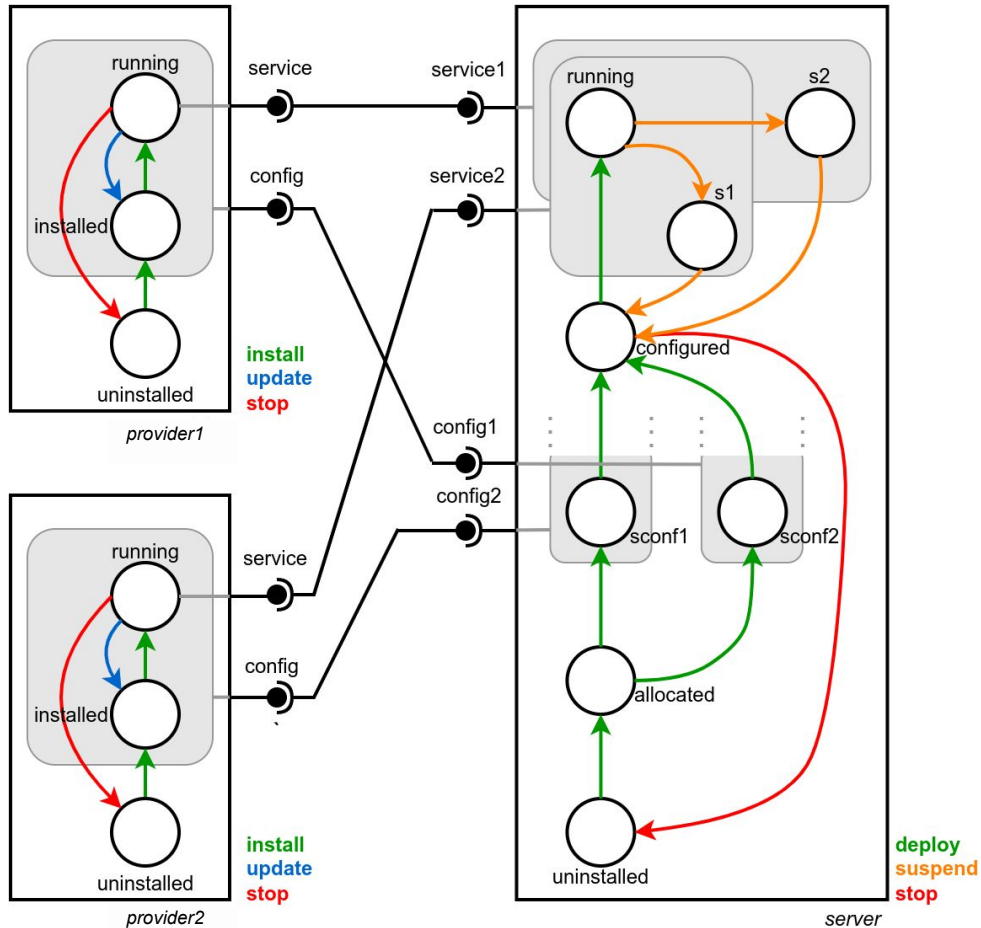 running
service
config
installed
uninstalled
install
update
stop
provider1
running
service
config
installed
uninstalled
install
update
stop
provider2
service1
service2
config1
config2
running
s2
s1
configured
sconf1
sconf2
allocated
uninstalled
deploy
suspend
stop
server